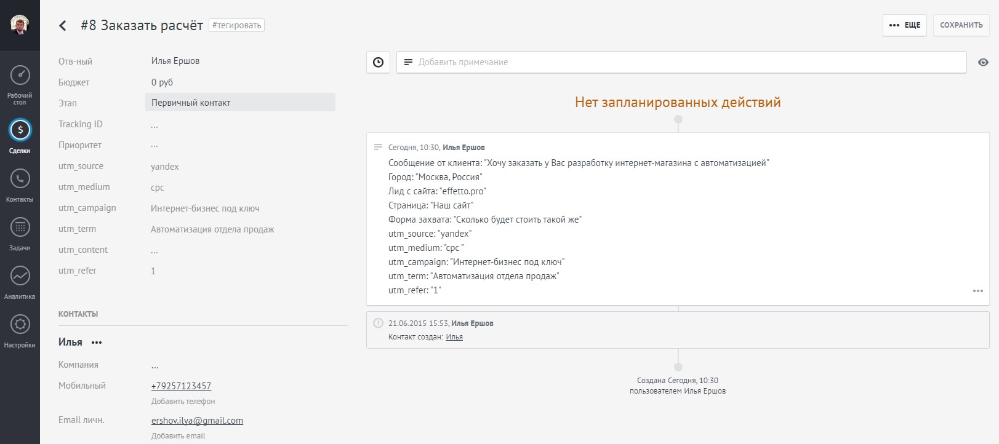 #8 Заказать расчёт #тегировать
••• ЕЩЕ СОХРАНИТЬ
Рабочий
стол
Сделки
Контакты
Задачи
Аналитика
Настройки
Отв-ный Илья Ершов
Бюджет 0 руб
Этап Первичный контакт
Tracking ID ...
Приоритет ...
utm_source yandex
utm_medium cpc
utm_campaign Интернет-бизнес под ключ
utm_term Автоматизация отдела продаж
utm_content ...
utm_refer 1
КОНТАКТЫ
Илья •••
Компания ...
Мобильный +79257123457
Добавить телефон
Email личн. ershov.ilya@gmail.com
Добавить email
Добавить примечание
Нет запланированных действий
Сегодня, 10:30, Илья Ершов
Сообщение от клиента: "Хочу заказать у Вас разработку интернет-магазина с автоматизацией"
Город: "Москва, Россия"
Лид с сайта: "effetto.pro"
Страница: "Наш сайт"
Форма захвата: "Сколько будет стоить такой же"
utm_source: "yandex"
utm_medium: "cpc "
utm_campaign: "Интернет-бизнес под ключ"
utm_term: "Автоматизация отдела продаж"
utm_refer: "1"
•••
21.06.2015 15:53, Илья Ершов
Контакт создан: Илья
Создана Сегодня, 10:30
пользователем Илья Ершов